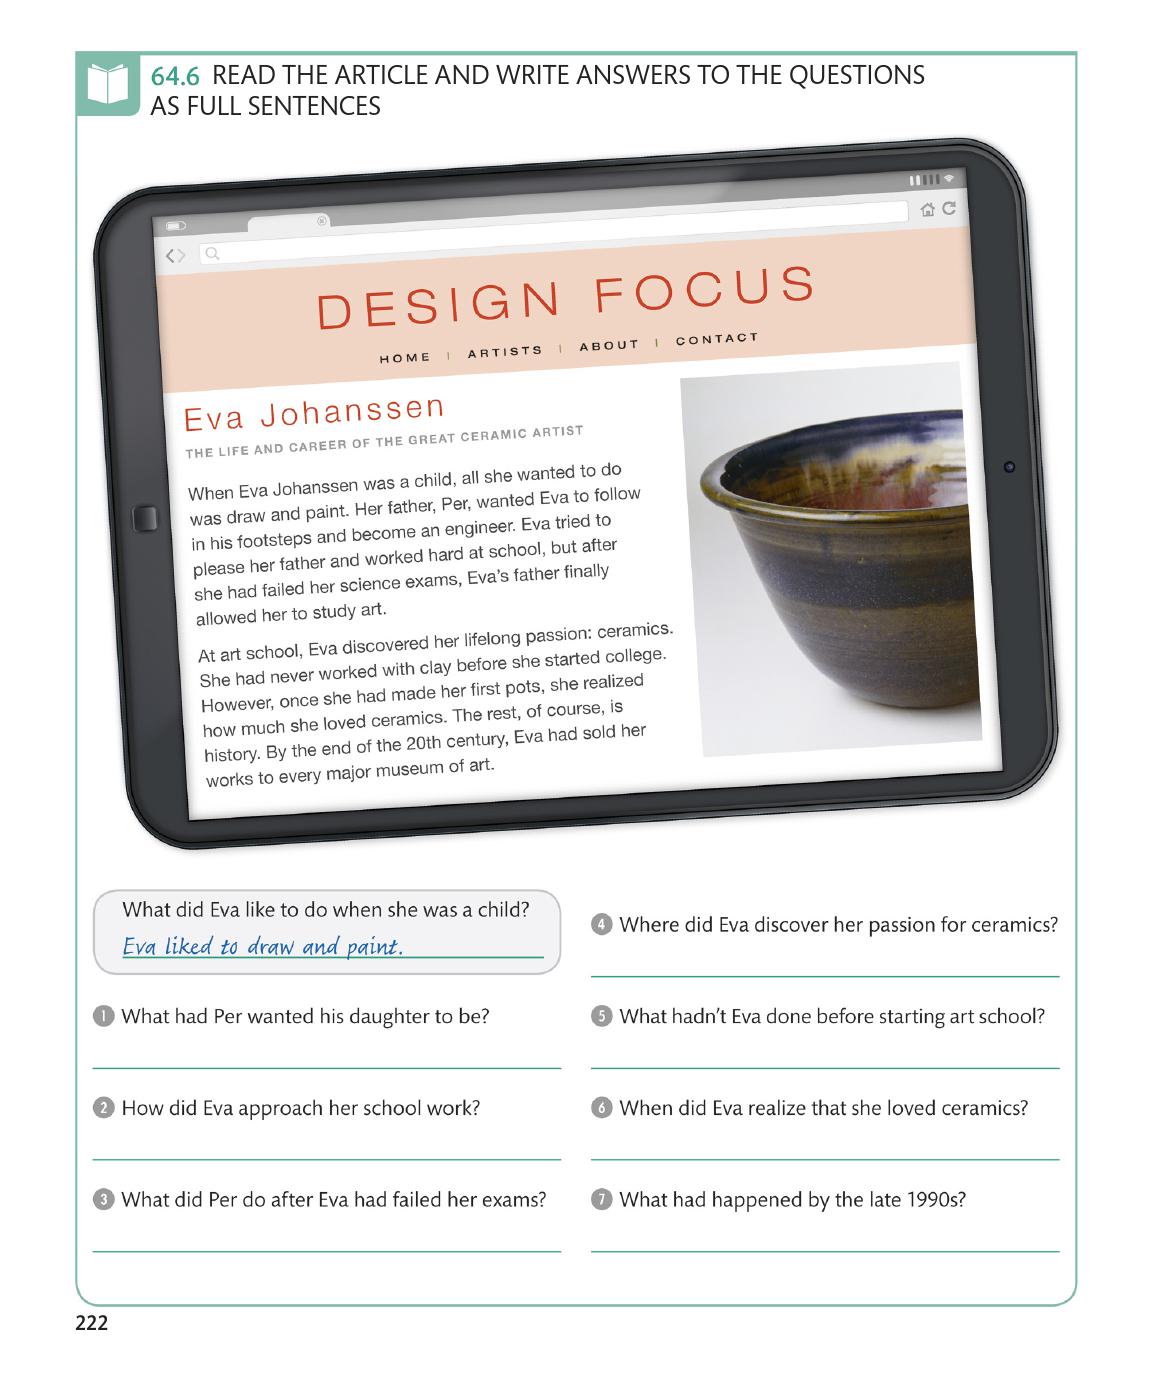 64.6 READ THE ARTICLE AND WRITE ANSWERS TO THE QUESTIONS
AS FULL SENTENCES
DESIGN FOCUS
HOME | ARTISTS | ABOUT | CONTACT
Eva Johanssen
THE LIFE AND CAREER OF THE GREAT CERAMIC ARTIST
When Eva Johanssen was a child, all she wanted to do
was draw and paint. Her father, Per, wanted Eva to follow
in his footsteps and become an engineer. Eva tried to
please her father and worked hard at school, but after
she had failed her science exams, Eva's father finally
allowed her to study art.
At art school, Eva discovered her lifelong passion: ceramics.
She had never worked with clay before she started college.
However, once she had made her first pots, she realized
how much she loved ceramics. The rest, of course, is
history. By the end of the 20th century, Eva had sold her
works to every major museum of art.
What did Eva like to do when she was a child?
Eva liked to draw and paint.
1 What had Per wanted his daughter to be?
2 How did Eva approach her school work?
3 What did Per do after Eva had failed her exams?
4 Where did Eva discover her passion for ceramics?
5 What hadn't Eva done before starting art school?
6 When did Eva realize that she loved ceramics?
7 What had happened by the late 1990s?
222